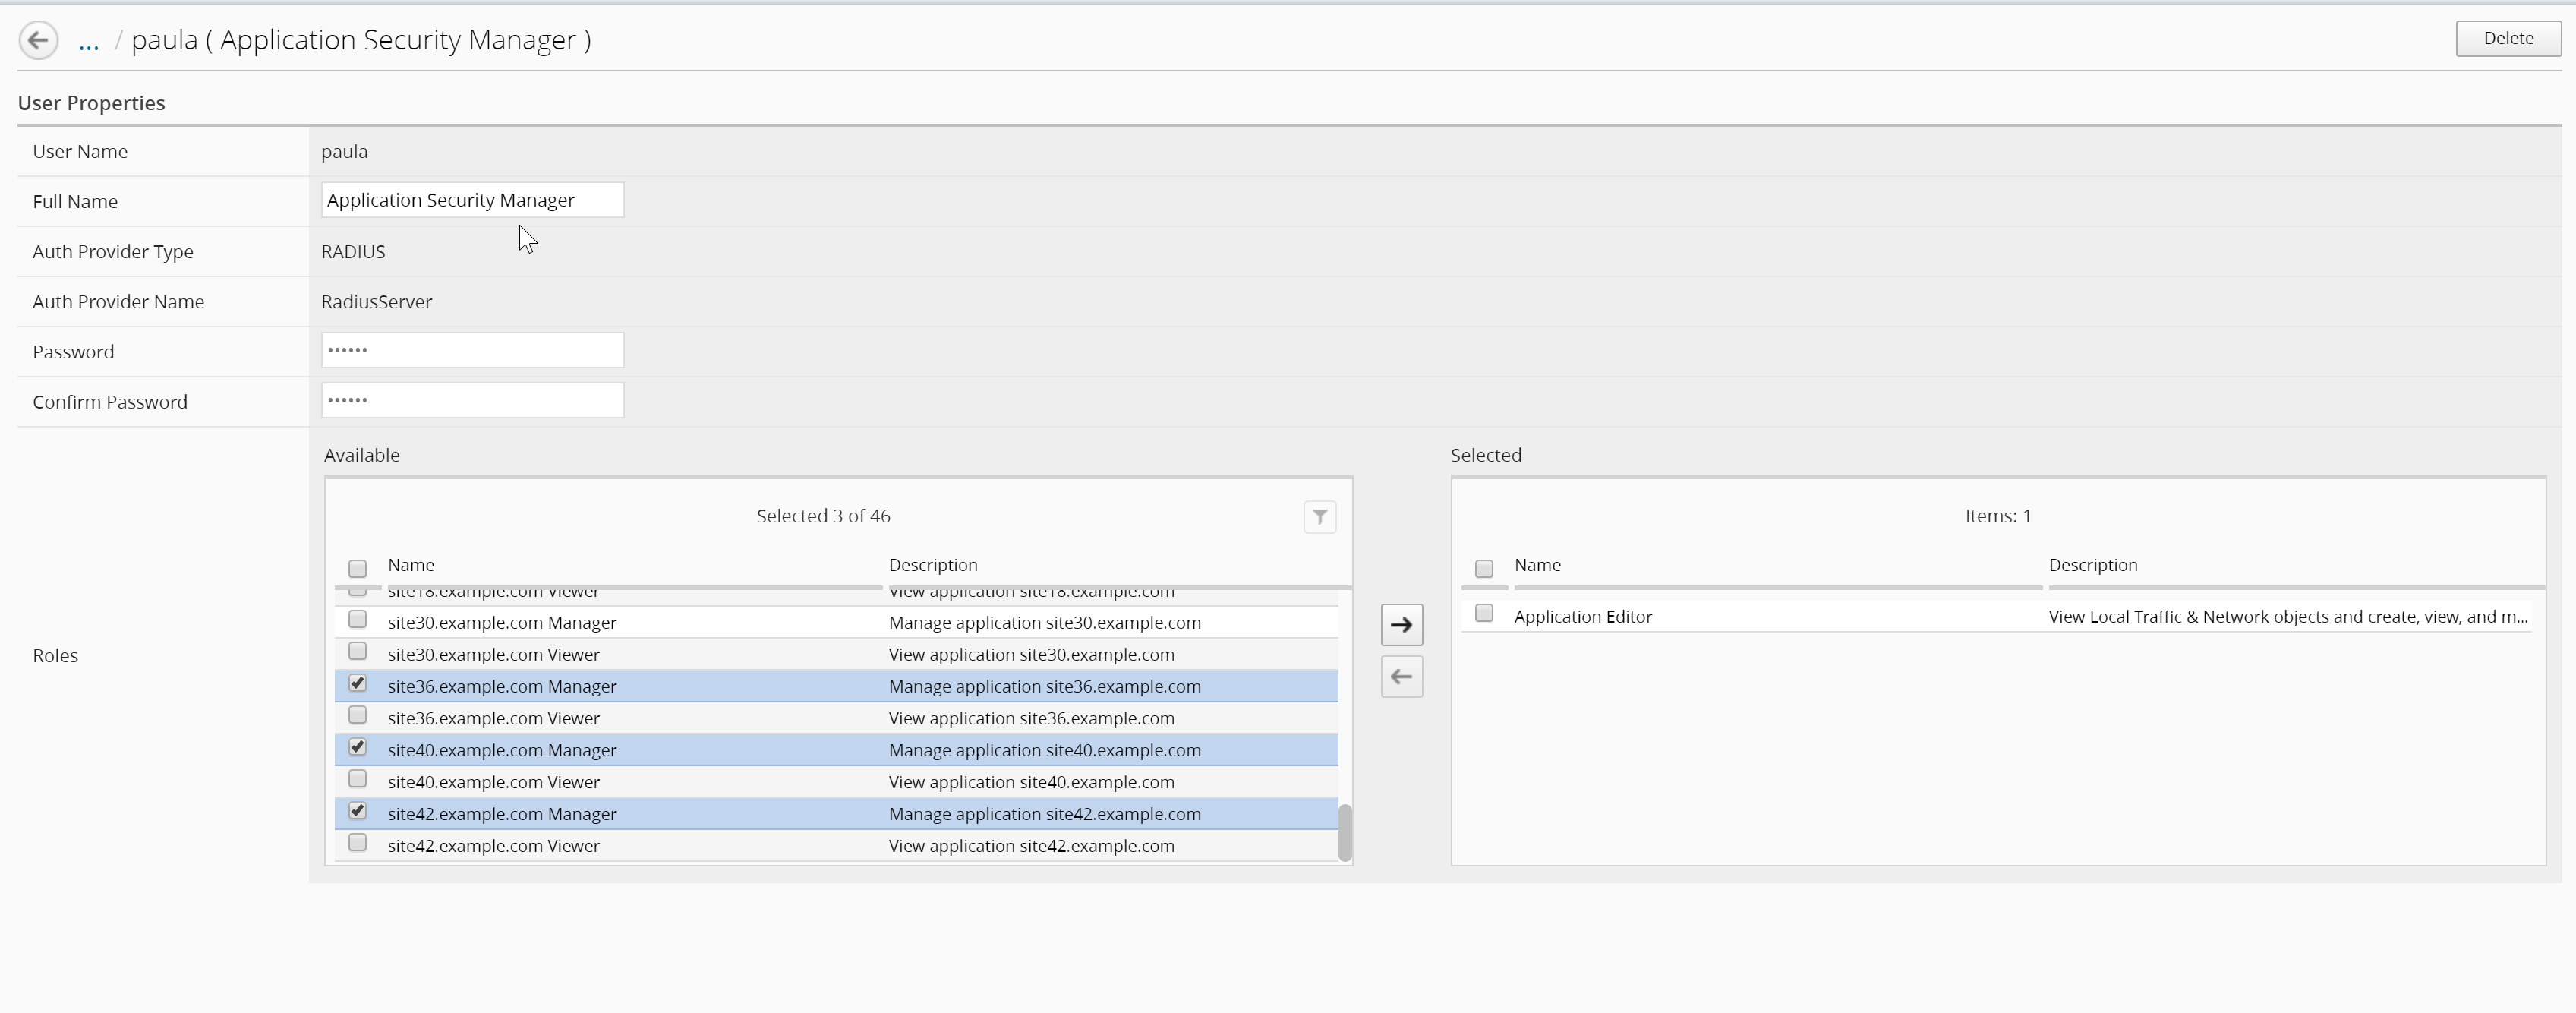 ... / paula ( Application Security Manager )
Delete
User Properties
User Name paula
Full Name Application Security Manager
Auth Provider Type RADIUS
Auth Provider Name RadiusServer
Password ••••••
Confirm Password ••••••
Roles
Available
Selected 3 of 46
Name Description
site18.example.com Viewer View application site18.example.com
site30.example.com Manager Manage application site30.example.com
site30.example.com Viewer View application site30.example.com
site36.example.com Manager Manage application site36.example.com
site36.example.com Viewer View application site36.example.com
site40.example.com Manager Manage application site40.example.com
site40.example.com Viewer View application site40.example.com
site42.example.com Manager Manage application site42.example.com
site42.example.com Viewer View application site42.example.com
Selected
Items: 1
Name Description
Application Editor View Local Traffic & Network objects and create, view, and m...